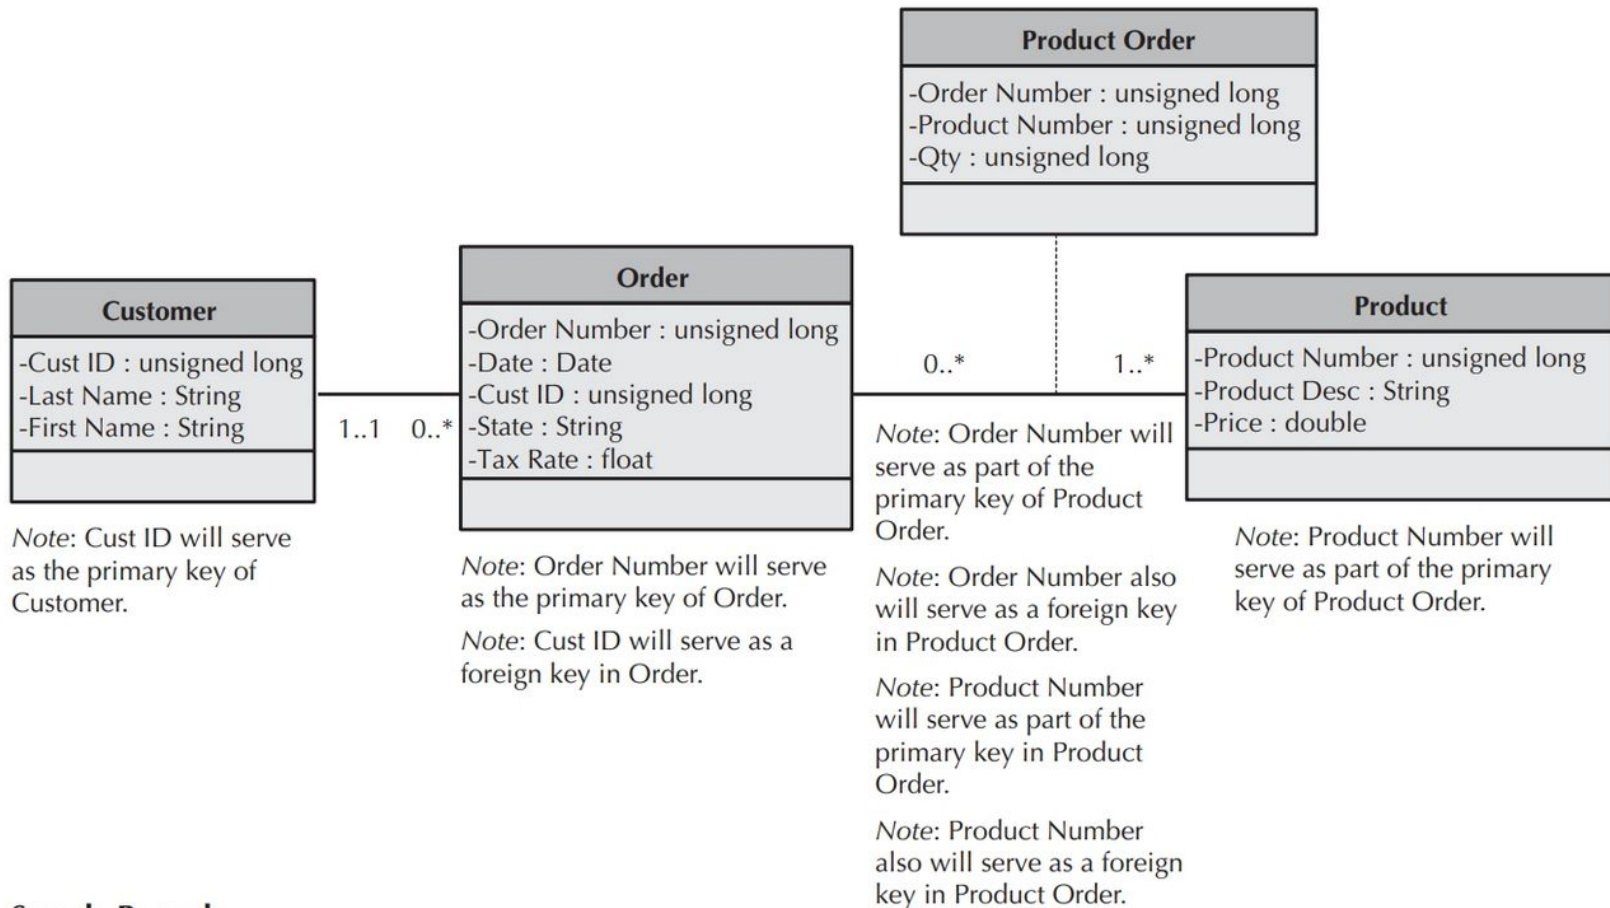 Product Order
-Order Number : unsigned long
-Product Number : unsigned long
-Qty : unsigned long
Customer
-Cust ID : unsigned long
-Last Name : String
-First Name : String
1..1 0..*
Order
-Order Number : unsigned long
-Date : Date
-Cust ID : unsigned long
-State : String
-Tax Rate : float
0..* 1..*
Product
-Product Number : unsigned long
-Product Desc : String
-Price : double
Note: Cust ID will serve
as the primary key of
Customer.
Note: Order Number will serve
as the primary key of Order.
Note: Cust ID will serve as a
foreign key in Order.
Note: Order Number will
serve as part of the
primary key of Product
Order.
Note: Order Number also
will serve as a foreign key
in Product Order.
Note: Product Number
will serve as part of the
primary key in Product
Order.
Note: Product Number
also will serve as a foreign
key in Product Order.
Note: Product Number will
serve as part of the primary
key of Product Order.